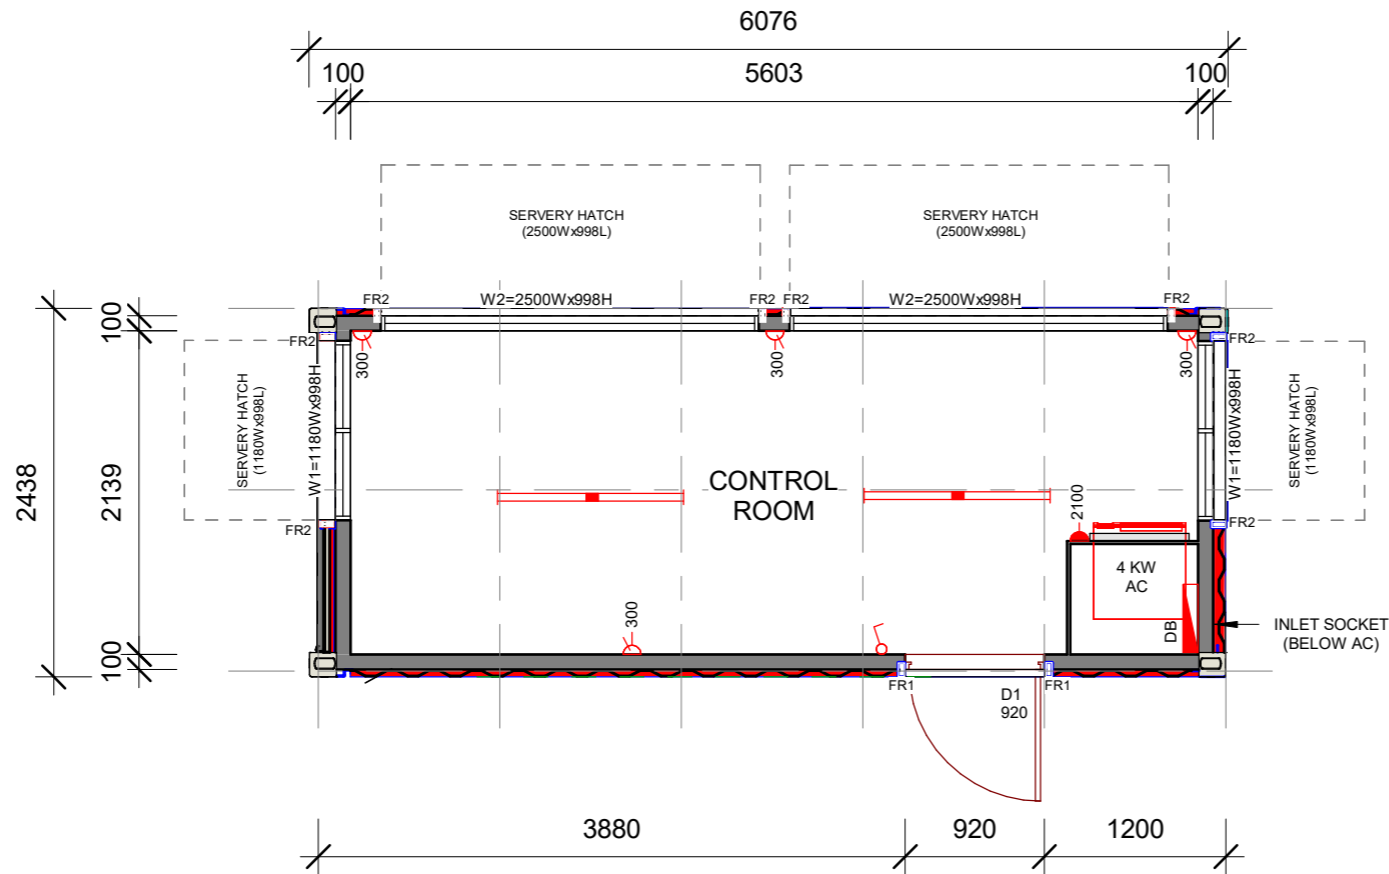 6076
100
5603
100
SERVERY HATCH
(2500Wx998L)
SERVERY HATCH
(2500Wx998L)
FR2
W2=2500Wx998H
FR2
FR2
W2=2500Wx998H
FR2
100
FR2
FR2
300
300
300
SERVERY HATCH
(1180Wx998L)
W1=1180Wx998H
W1=1180Wx998H
SERVERY HATCH
(1180Wx998L)
2438
2139
CONTROL
ROOM
2100
FR2
FR2
4 KW
AC
300
DB
INLET SOCKET
(BELOW AC)
100
FR1
D1
920
FR1
3880
920
1200